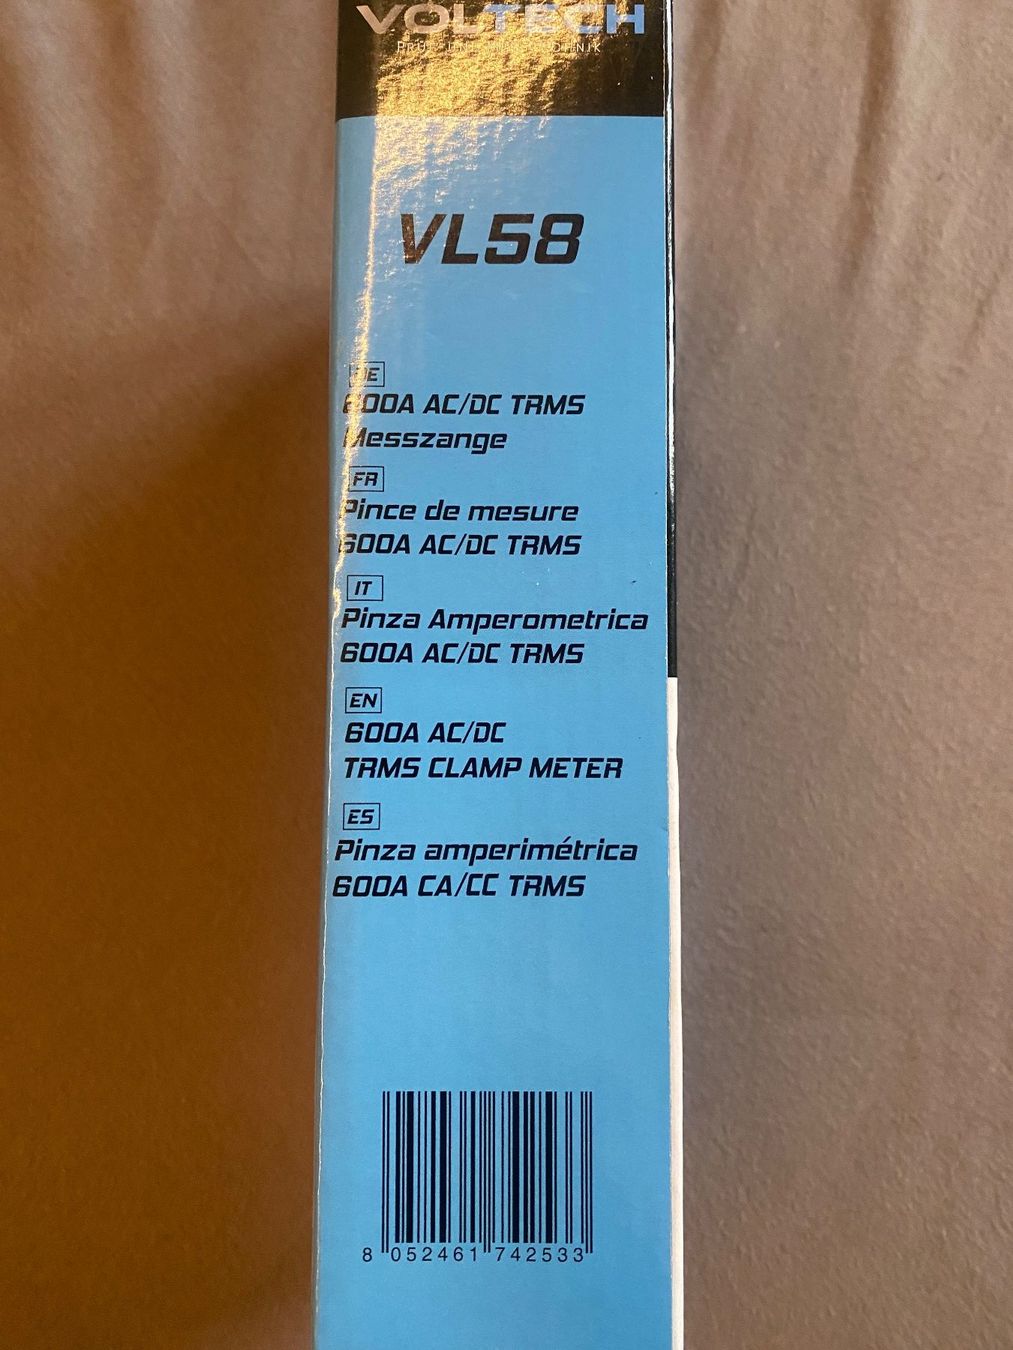 VOLTECH
VL58
DE
600A AC/DC TRMS
Messzange
FR
Pince de mesure
600A AC/DC TRMS
IT
Pinza Amperometrica
600A AC/DC TRMS
EN
600A AC/DC
TRMS CLAMP METER
ES
Pinza amperimétrica
600A CA/CC TRMS
8 052461 742533